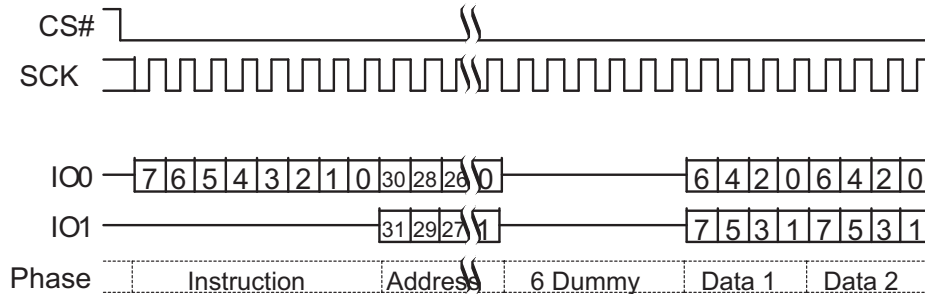 CS#
SCK
IO0 7 6 5 4 3 2 1 0 30 28 26 0 6 4 2 0 6 4 2 0
IO1 31 29 27 1 7 5 3 1 7 5 3 1
Phase Instruction Address 6 Dummy Data 1 Data 2